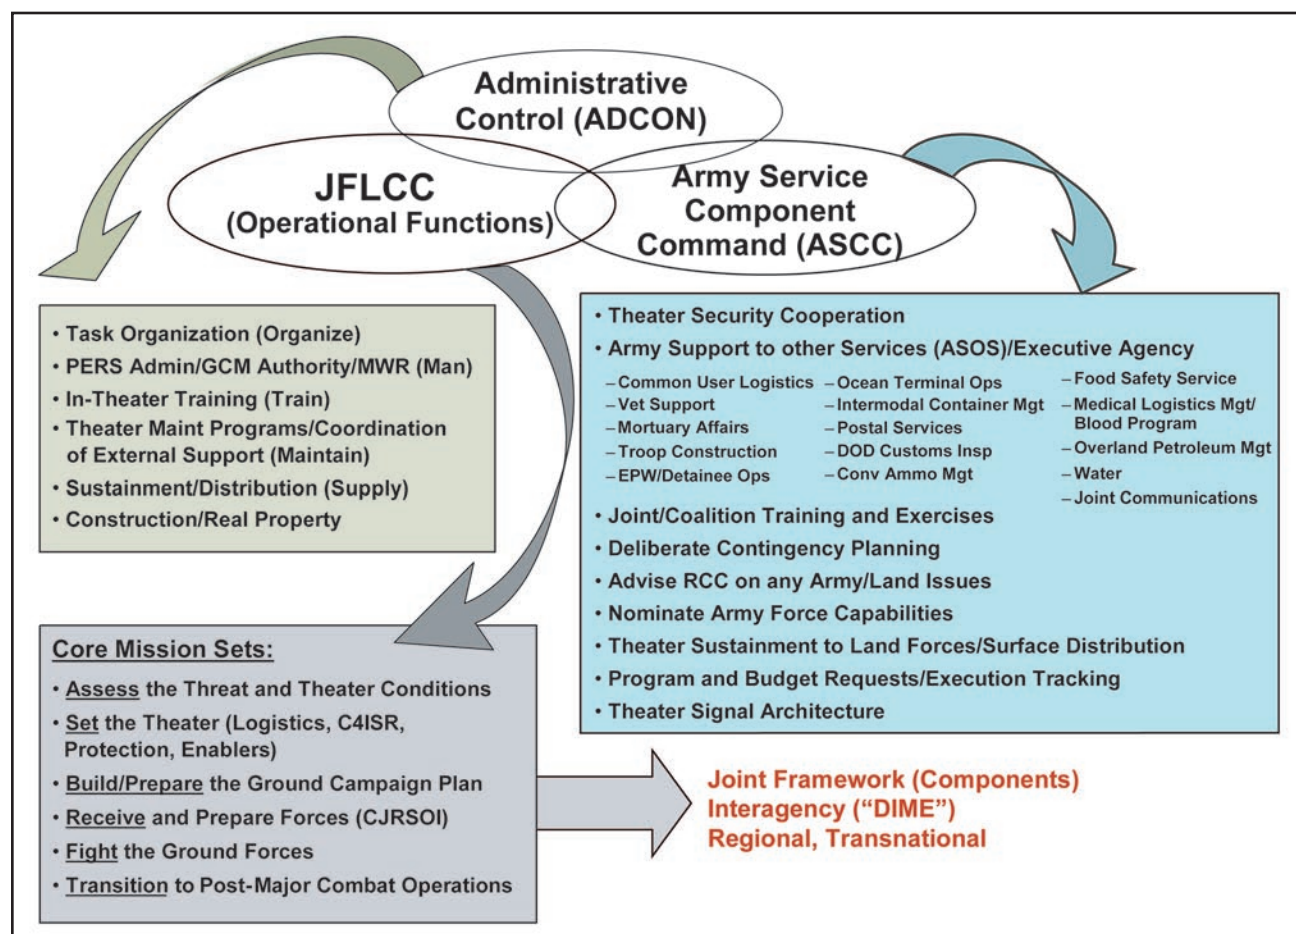 Administrative
Control (ADCON)
JFLCC
(Operational Functions)
Army Service
Component
Command (ASCC)
• Task Organization (Organize)
• PERS Admin/GCM Authority/MWR (Man)
• In-Theater Training (Train)
• Theater Maint Programs/Coordination
of External Support (Maintain)
• Sustainment/Distribution (Supply)
• Construction/Real Property
• Theater Security Cooperation
• Army Support to other Services (ASOS)/Executive Agency
– Common User Logistics
– Vet Support
– Mortuary Affairs
– Troop Construction
– EPW/Detainee Ops
– Ocean Terminal Ops
– Intermodal Container Mgt
– Postal Services
– DOD Customs Insp
– Conv Ammo Mgt
– Food Safety Service
– Medical Logistics Mgt/
Blood Program
– Overland Petroleum Mgt
– Water
– Joint Communications
• Joint/Coalition Training and Exercises
• Deliberate Contingency Planning
• Advise RCC on any Army/Land Issues
• Nominate Army Force Capabilities
• Theater Sustainment to Land Forces/Surface Distribution
• Program and Budget Requests/Execution Tracking
• Theater Signal Architecture
Core Mission Sets:
• Assess the Threat and Theater Conditions
• Set the Theater (Logistics, C4ISR,
Protection, Enablers)
• Build/Prepare the Ground Campaign Plan
• Receive and Prepare Forces (CJRSOI)
• Fight the Ground Forces
• Transition to Post-Major Combat Operations
Joint Framework (Components)
Interagency (“DIME”)
Regional, Transnational